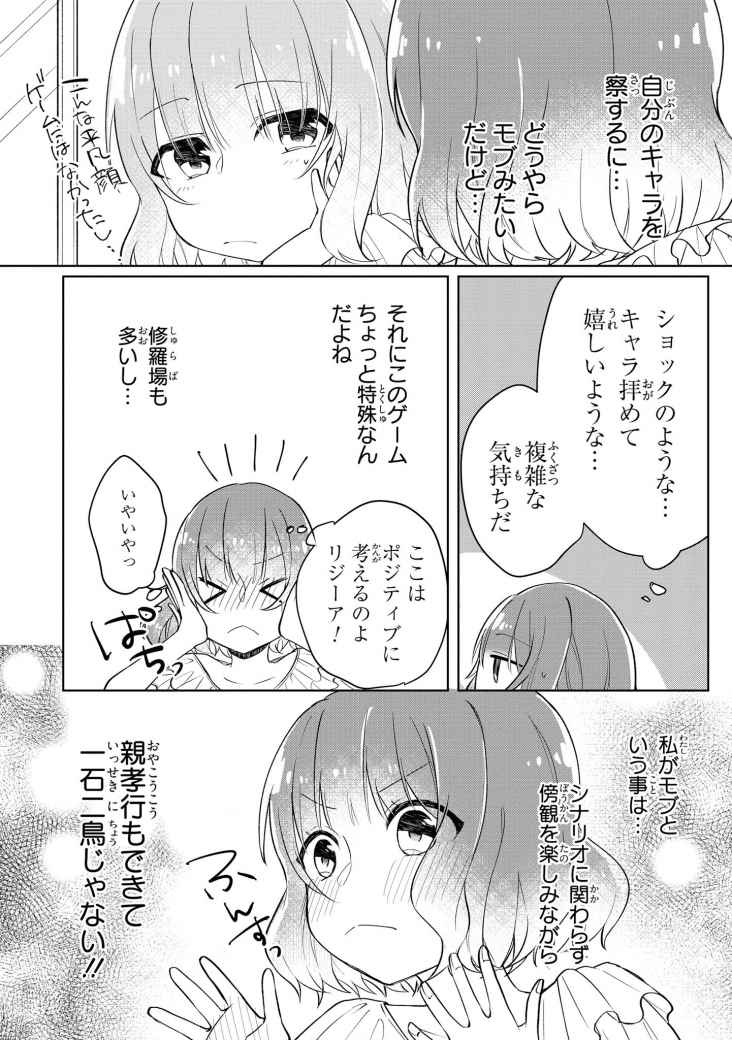 自分のキャラを
察するに…
どうやら
モブみたい
だけど…
こんな平凡顔
ゲームにはなかったし…
ショックのような…
キャラ拝めて
嬉しいような…
複雑な
気持ちだ
それにこのゲーム
ちょっと特殊なん
だよね
修羅場も
多いし…
ここは
ポジティブに
考えるのよ
リジーア！
いやいやっ
ぱちっ
私がモブと
いう事は…
シナリオに関わらず
傍観を楽しみながら
ふんすっ
親孝行もできて
一石二鳥じゃない!!